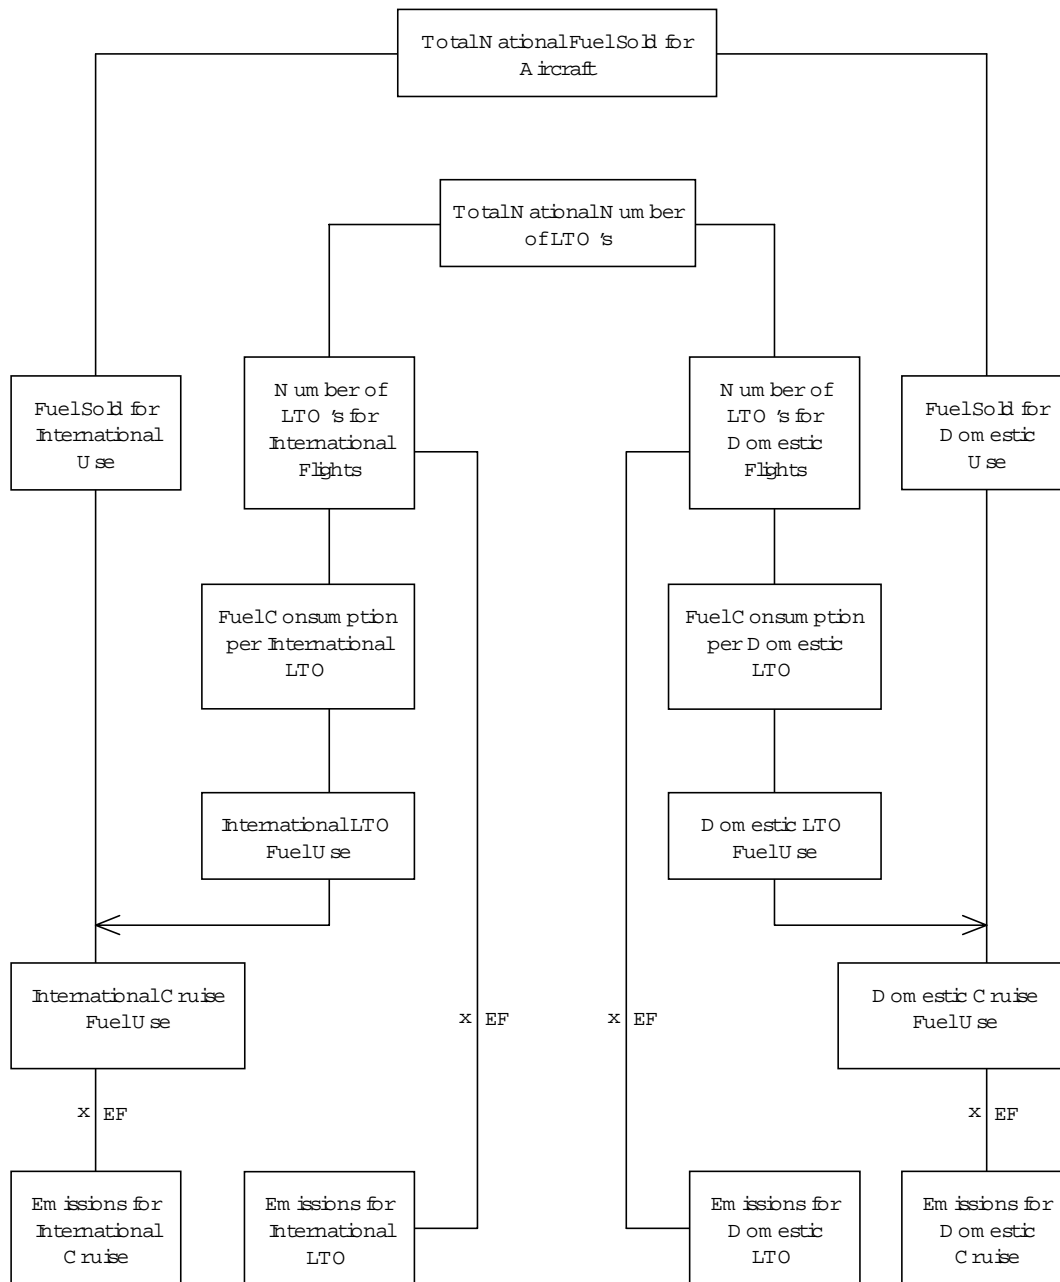 Total National Fuel Sold for
Aircraft
Total National Number
of LTO's
Fuel Sold for
International
Use
Number of
LTO's for
International
Flights
Number of
LTO's for
Domestic
Flights
Fuel Sold for
Domestic
Use
Fuel Consumption
per International
LTO
Fuel Consumption
per Domestic
LTO
International LTO
Fuel Use
Domestic LTO
Fuel Use
International Cruise
Fuel Use
Domestic Cruise
Fuel Use
x EF
x EF
x EF
x EF
Emissions for
International
Cruise
Emissions for
International
LTO
Emissions for
Domestic
LTO
Emissions for
Domestic
Cruise